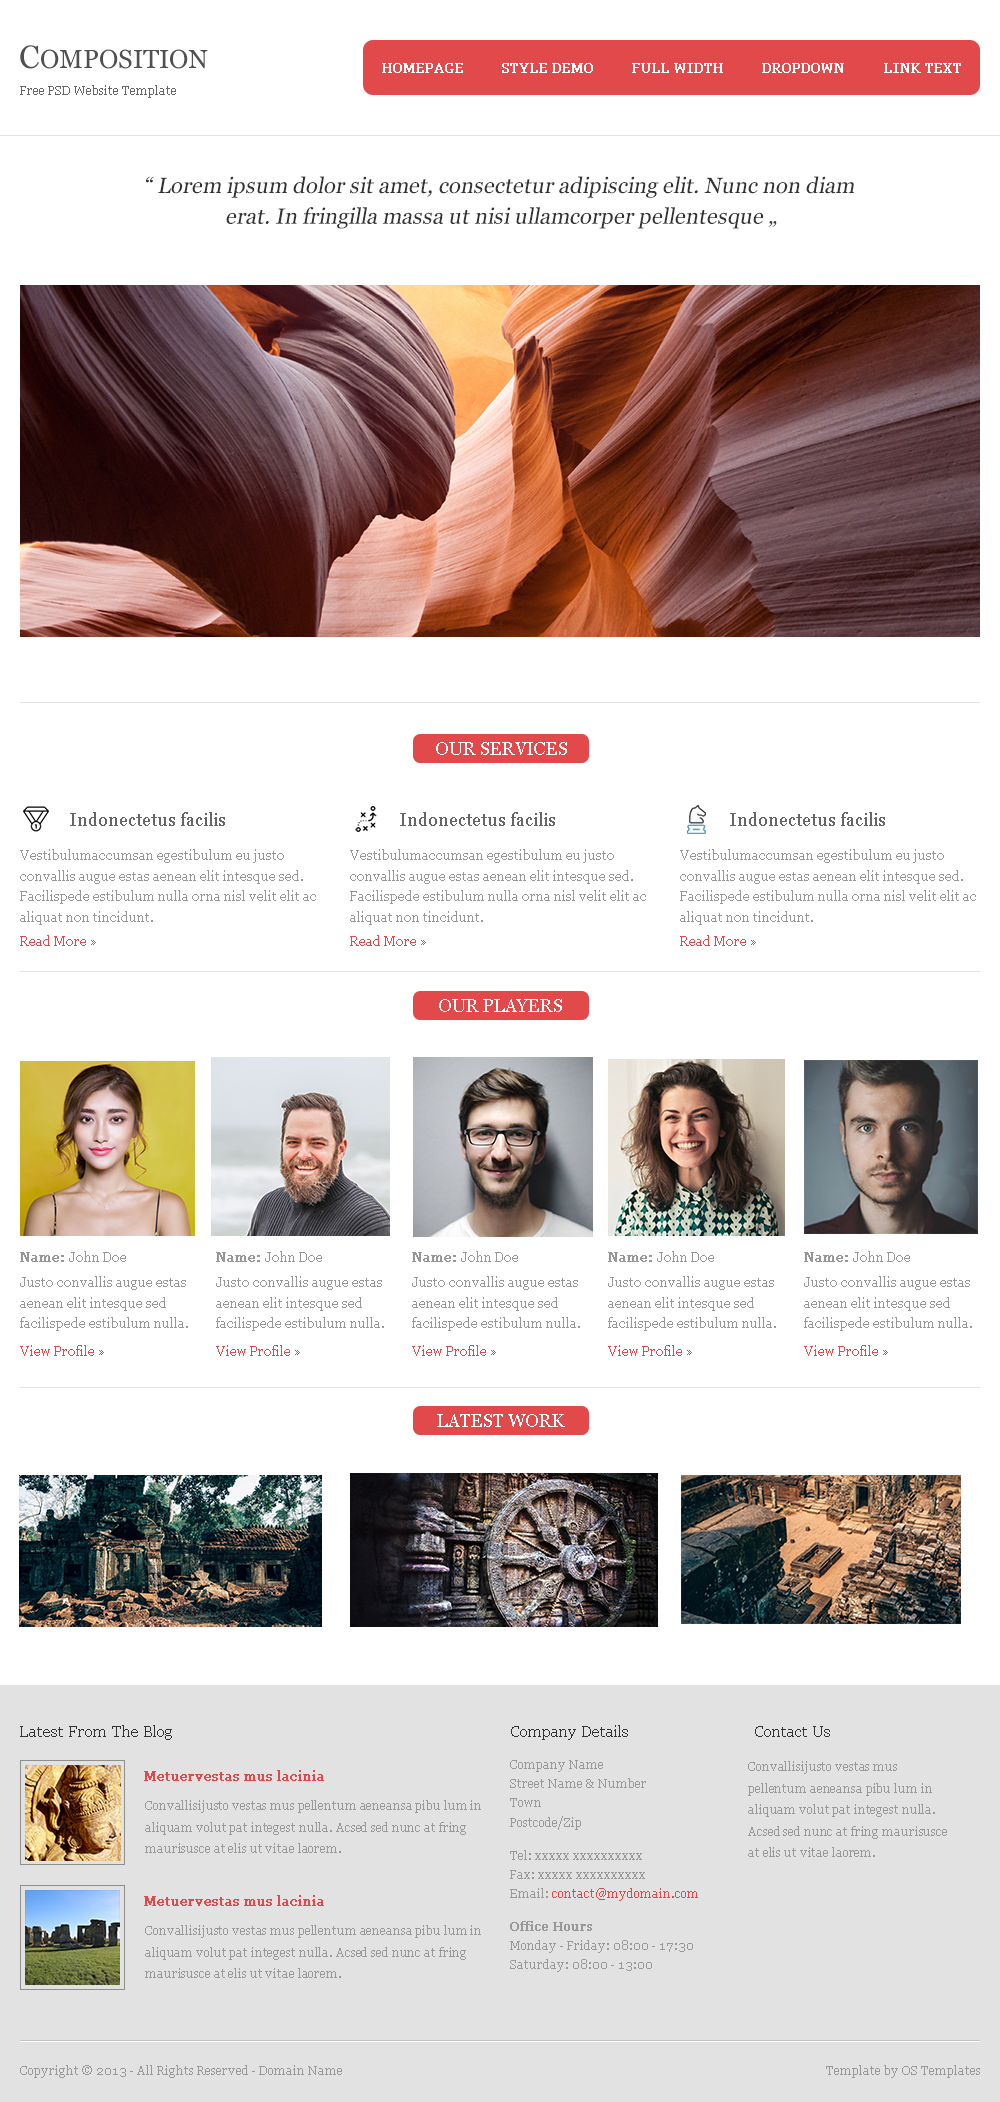 COMPOSITION
Free PSD Website Template
HOMEPAGE STYLE DEMO FULL WIDTH DROPDOWN LINK TEXT
“ Lorem ipsum dolor sit amet, consectetur adipiscing elit. Nunc non diam
erat. In fringilla massa ut nisi ullamcorper pellentesque „
OUR SERVICES
Indonectetus facilis
Vestibulumaccumsan egestibulum eu justo
convallis augue estas aenean elit intesque sed.
Facilispede estibulum nulla orna nisl velit elit ac
aliquat non tincidunt.
Read More »
Indonectetus facilis
Vestibulumaccumsan egestibulum eu justo
convallis augue estas aenean elit intesque sed.
Facilispede estibulum nulla orna nisl velit elit ac
aliquat non tincidunt.
Read More »
Indonectetus facilis
Vestibulumaccumsan egestibulum eu justo
convallis augue estas aenean elit intesque sed.
Facilispede estibulum nulla orna nisl velit elit ac
aliquat non tincidunt.
Read More »
OUR PLAYERS
Name: John Doe
Justo convallis augue estas
aenean elit intesque sed
facilispede estibulum nulla.
View Profile »
Name: John Doe
Justo convallis augue estas
aenean elit intesque sed
facilispede estibulum nulla.
View Profile »
Name: John Doe
Justo convallis augue estas
aenean elit intesque sed
facilispede estibulum nulla.
View Profile »
Name: John Doe
Justo convallis augue estas
aenean elit intesque sed
facilispede estibulum nulla.
View Profile »
Name: John Doe
Justo convallis augue estas
aenean elit intesque sed
facilispede estibulum nulla.
View Profile »
LATEST WORK
Latest From The Blog
Metuervestas mus lacinia
Convallisijusto vestas mus pellentum aeneansa pibu lum in
aliquam volut pat integest nulla. Acsed sed nunc at fring
maurisusce at elis ut vitae laorem.
Metuervestas mus lacinia
Convallisijusto vestas mus pellentum aeneansa pibu lum in
aliquam volut pat integest nulla. Acsed sed nunc at fring
maurisusce at elis ut vitae laorem.
Company Details
Company Name
Street Name & Number
Town
Postcode/Zip
Tel: xxxxx xxxxxxxxxx
Fax: xxxxx xxxxxxxxxx
Email: contact@mydomain.com
Office Hours
Monday - Friday: 08:00 - 17:30
Saturday: 08:00 - 13:00
Contact Us
Convallisijusto vestas mus
pellentum aeneansa pibu lum in
aliquam volut pat integest nulla.
Acsed sed nunc at fring maurisusce
at elis ut vitae laorem.
Copyright © 2013 - All Rights Reserved - Domain Name
Template by OS Templates